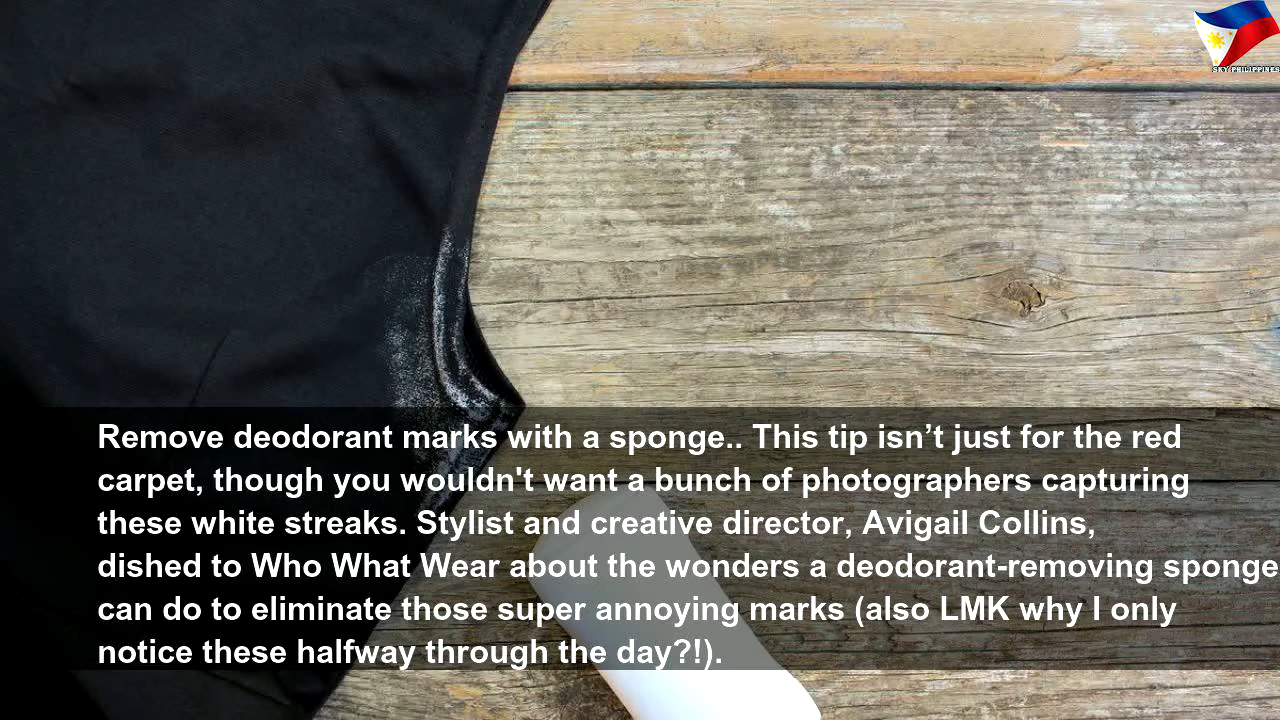 SKY PHILIPPINES
Remove deodorant marks with a sponge.. This tip isn’t just for the red
carpet, though you wouldn't want a bunch of photographers capturing
these white streaks. Stylist and creative director, Avigail Collins,
dished to Who What Wear about the wonders a deodorant-removing sponge
can do to eliminate those super annoying marks (also LMK why I only
notice these halfway through the day?!).